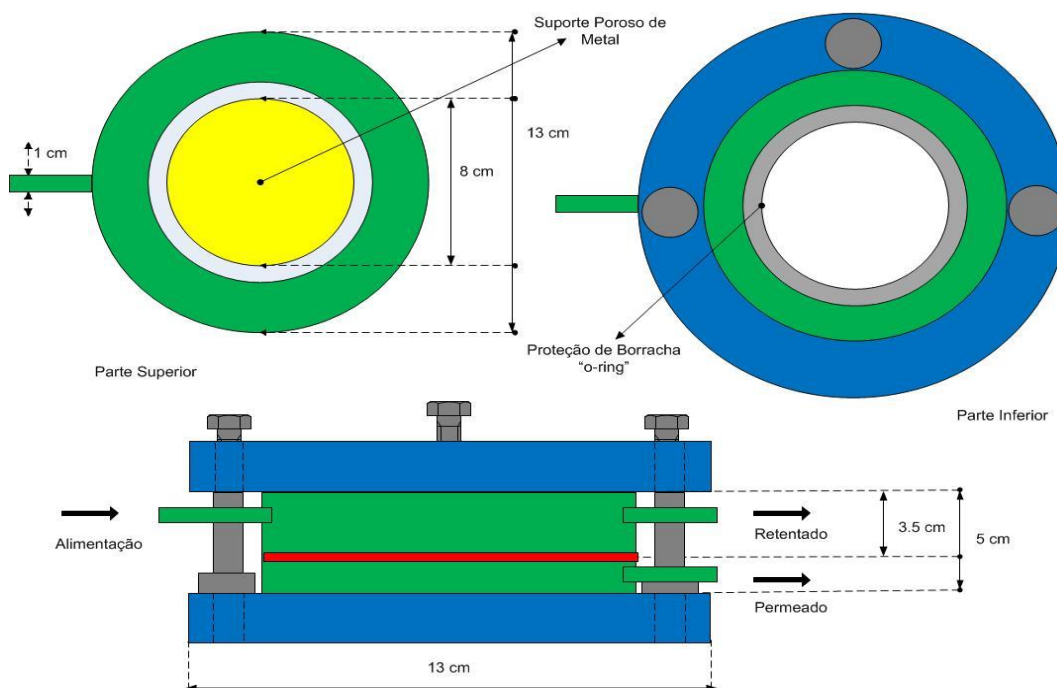 Suporte Poroso de
Metal
1 cm
13 cm
8 cm
Proteção de Borracha
“o-ring”
Parte Superior
Parte Inferior
Alimentação
Retentado
3.5 cm
5 cm
Permeado
13 cm